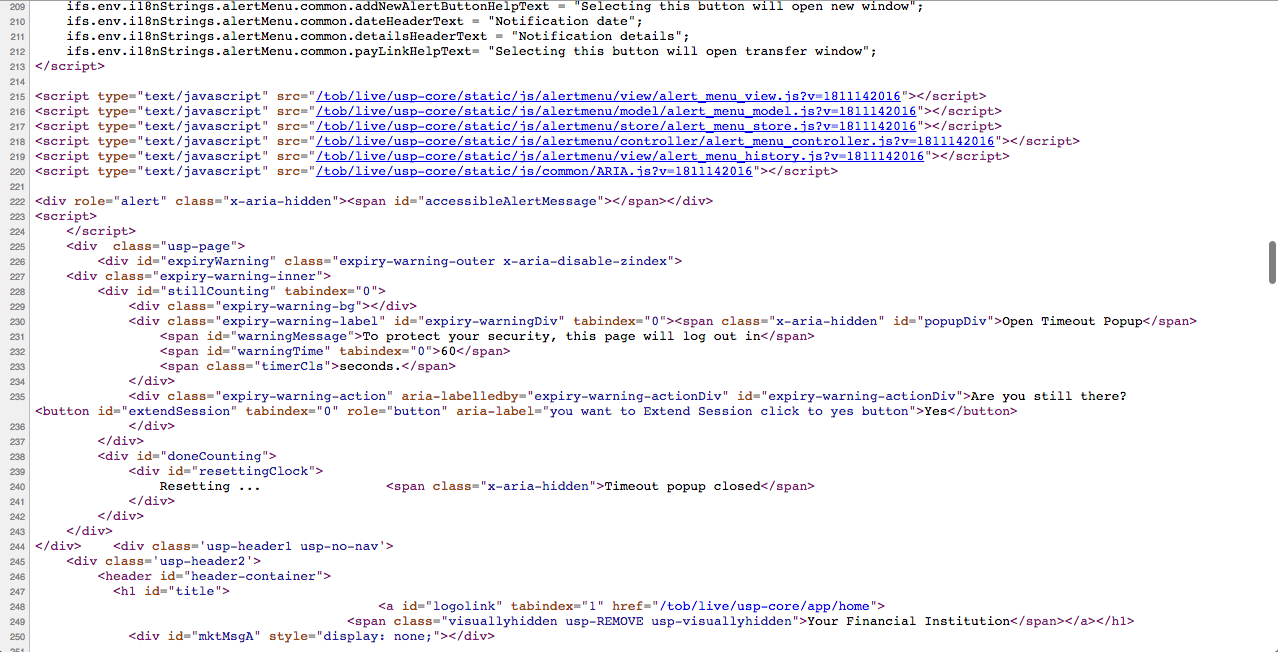 209 ifs.env.il8nStrings.alertMenu.common.addNewAlertButtonHelpText = "Selecting this button will open new window";
210 ifs.env.il8nStrings.alertMenu.common.dateHeaderText = "Notification date";
211 ifs.env.il8nStrings.alertMenu.common.detailsHeaderText = "Notification details";
212 ifs.env.il8nStrings.alertMenu.common.payLinkHelpText= "Selecting this button will open transfer window";
213 </script>
214
215 <script type="text/javascript" src="/tob/live/usp-core/static/js/alertmenu/view/alert_menu_view.js?v=1811142016"></script>
216 <script type="text/javascript" src="/tob/live/usp-core/static/js/alertmenu/model/alert_menu_model.js?v=1811142016"></script>
217 <script type="text/javascript" src="/tob/live/usp-core/static/js/alertmenu/store/alert_menu_store.js?v=1811142016"></script>
218 <script type="text/javascript" src="/tob/live/usp-core/static/js/alertmenu/controller/alert_menu_controller.js?v=1811142016"></script>
219 <script type="text/javascript" src="/tob/live/usp-core/static/js/alertmenu/view/alert_menu_history.js?v=1811142016"></script>
220 <script type="text/javascript" src="/tob/live/usp-core/static/js/common/ARIA.js?v=1811142016"></script>
221
222 <div role="alert" class="x-aria-hidden"><span id="accessibleAlertMessage"></span></div>
223 <script>
224 </script>
225 <div  class="usp-page">
226 <div id="expiryWarning" class="expiry-warning-outer x-aria-disable-zindex">
227 <div class="expiry-warning-inner">
228 <div id="stillCounting" tabindex="0">
229 <div class="expiry-warning-bg"></div>
230 <div class="expiry-warning-label" id="expiry-warningDiv" tabindex="0"><span class="x-aria-hidden" id="popupDiv">Open Timeout Popup</span>
231 <span id="warningMessage">To protect your security, this page will log out in</span>
232 <span id="warningTime" tabindex="0">60</span>
233 <span class="timerCls">seconds.</span>
234 </div>
235 <div class="expiry-warning-action" aria-labelledby="expiry-warning-actionDiv" id="expiry-warning-actionDiv">Are you still there?
<button id="extendSession" tabindex="0" role="button" aria-label="you want to Extend Session click to yes button">Yes</button>
236 </div>
237 </div>
238 <div id="doneCounting">
239 <div id="resettingClock">
240 Resetting ... <span class="x-aria-hidden">Timeout popup closed</span>
241 </div>
242 </div>
243 </div>
244 </div> <div class='usp-header1 usp-no-nav'>
245 <div class='usp-header2'>
246 <header id="header-container">
247 <h1 id="title">
248 <a id="logolink" tabindex="1" href="/tob/live/usp-core/app/home">
249 <span class="visuallyhidden usp-REMOVE usp-visuallyhidden">Your Financial Institution</span></a></h1>
250 <div id="mktMsgA" style="display: none;"></div>
251